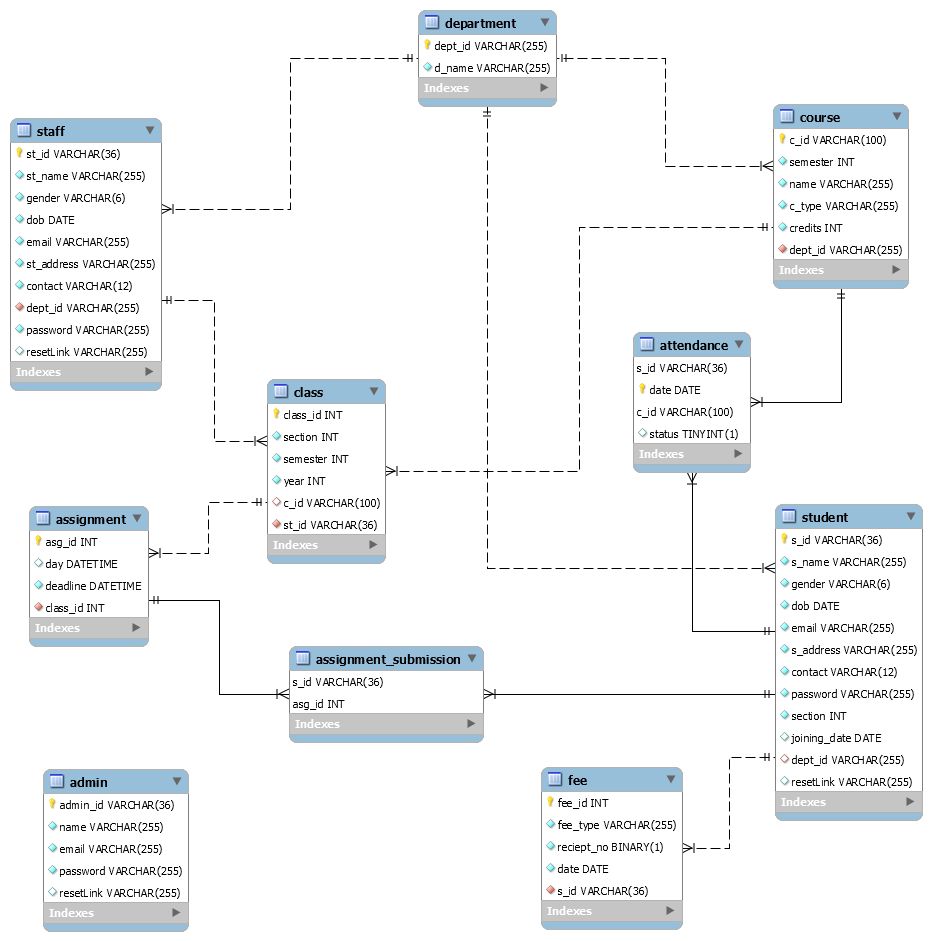 department
dept_id VARCHAR(255)
d_name VARCHAR(255)
Indexes
staff
st_id VARCHAR(36)
st_name VARCHAR(255)
gender VARCHAR(6)
dob DATE
email VARCHAR(255)
st_address VARCHAR(255)
contact VARCHAR(12)
dept_id VARCHAR(255)
password VARCHAR(255)
resetLink VARCHAR(255)
Indexes
course
c_id VARCHAR(100)
semester INT
name VARCHAR(255)
c_type VARCHAR(255)
credits INT
dept_id VARCHAR(255)
Indexes
attendance
s_id VARCHAR(36)
date DATE
c_id VARCHAR(100)
status TINYINT(1)
Indexes
class
class_id INT
section INT
semester INT
year INT
c_id VARCHAR(100)
st_id VARCHAR(36)
Indexes
assignment
asg_id INT
day DATETIME
deadline DATETIME
class_id INT
Indexes
student
s_id VARCHAR(36)
s_name VARCHAR(255)
gender VARCHAR(6)
dob DATE
email VARCHAR(255)
s_address VARCHAR(255)
contact VARCHAR(12)
password VARCHAR(255)
section INT
joining_date DATE
dept_id VARCHAR(255)
resetLink VARCHAR(255)
Indexes
assignment_submission
s_id VARCHAR(36)
asg_id INT
Indexes
admin
admin_id VARCHAR(36)
name VARCHAR(255)
email VARCHAR(255)
password VARCHAR(255)
resetLink VARCHAR(255)
Indexes
fee
fee_id INT
fee_type VARCHAR(255)
reciept_no BINARY(1)
date DATE
s_id VARCHAR(36)
Indexes